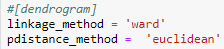 #[dendrogram]
linkage_method = 'ward'
pdistance_method =  'euclidean'